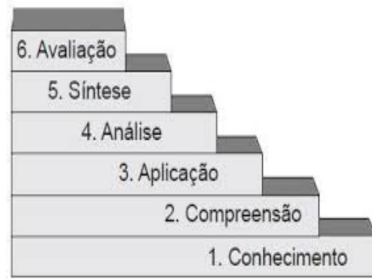 6. Avaliação
5. Síntese
4. Análise
3. Aplicação
2. Compreensão
1. Conhecimento